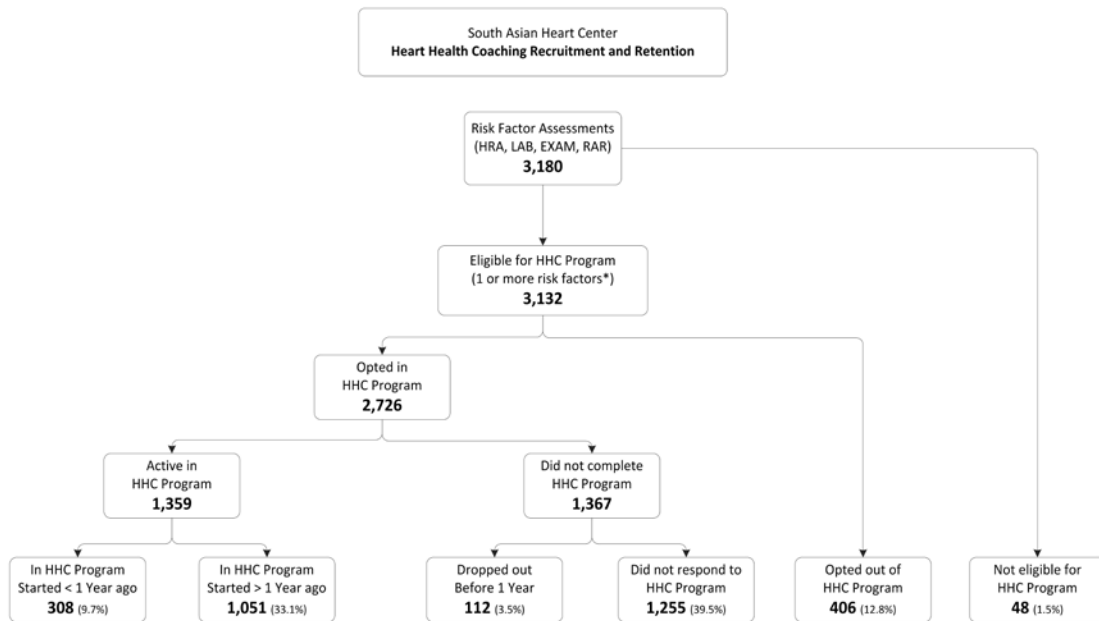 South Asian Heart Center
Heart Health Coaching Recruitment and Retention
Risk Factor Assessments
(HRA, LAB, EXAM, RAR)
3,180
Eligible for HHC Program
(1 or more risk factors*)
3,132
Opted in
HHC Program
2,726
Active in
HHC Program
1,359
Did not complete
HHC Program
1,367
In HHC Program
Started < 1 Year ago
308 (9.7%)
In HHC Program
Started > 1 Year ago
1,051 (33.1%)
Dropped out
Before 1 Year
112 (3.5%)
Did not respond to
HHC Program
1,255 (39.5%)
Opted out of
HHC Program
406 (12.8%)
Not eligible for
HHC Program
48 (1.5%)